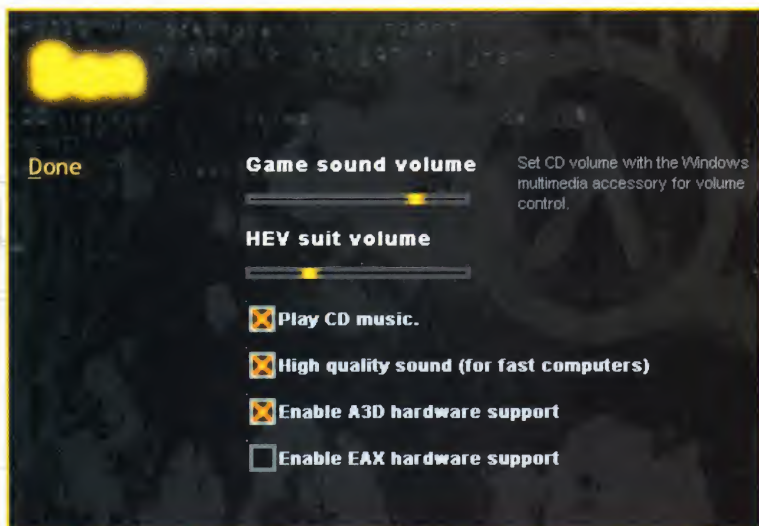 Done
Game sound volume
Set CD volume with the Windows
multimedia accessory for volume
control.
HEV suit volume
Play CD music.
High quality sound (for fast computers)
Enable A3D hardware support
Enable EAX hardware support